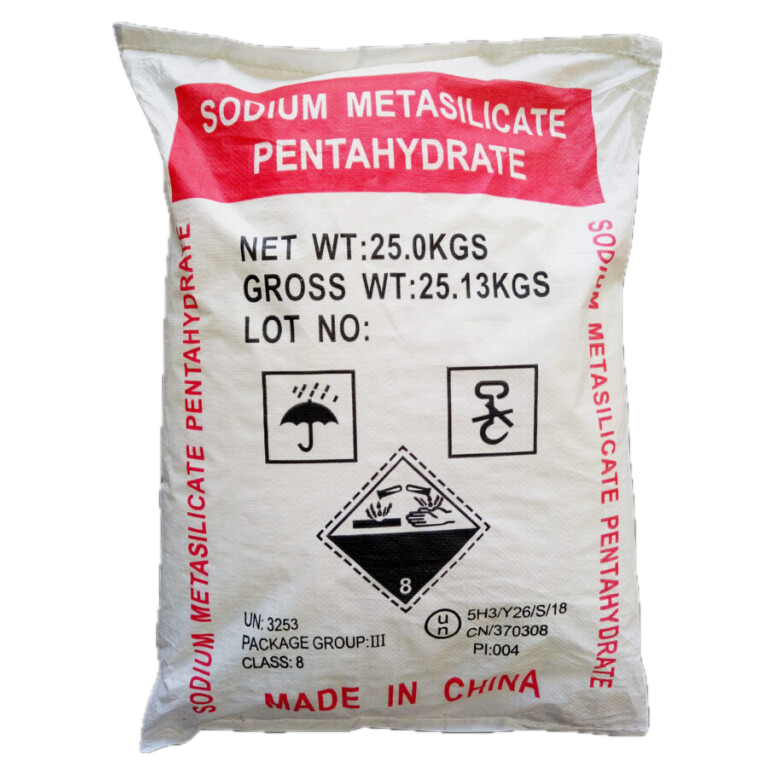 SODIUM METASILICATE
PENTAHYDRATE
NET WT:25.0KGS
GROSS WT:25.13KGS
LOT NO:
SODIUM METASILICATE PENTAHYDRATE
SODIUM METASILICATE PENTAHYDRATE
8
UN: 3253
PACKAGE GROUP:III
CLASS: 8
un
5H3/Y26/S/18
CN/370308
PI:004
MADE IN CHINA